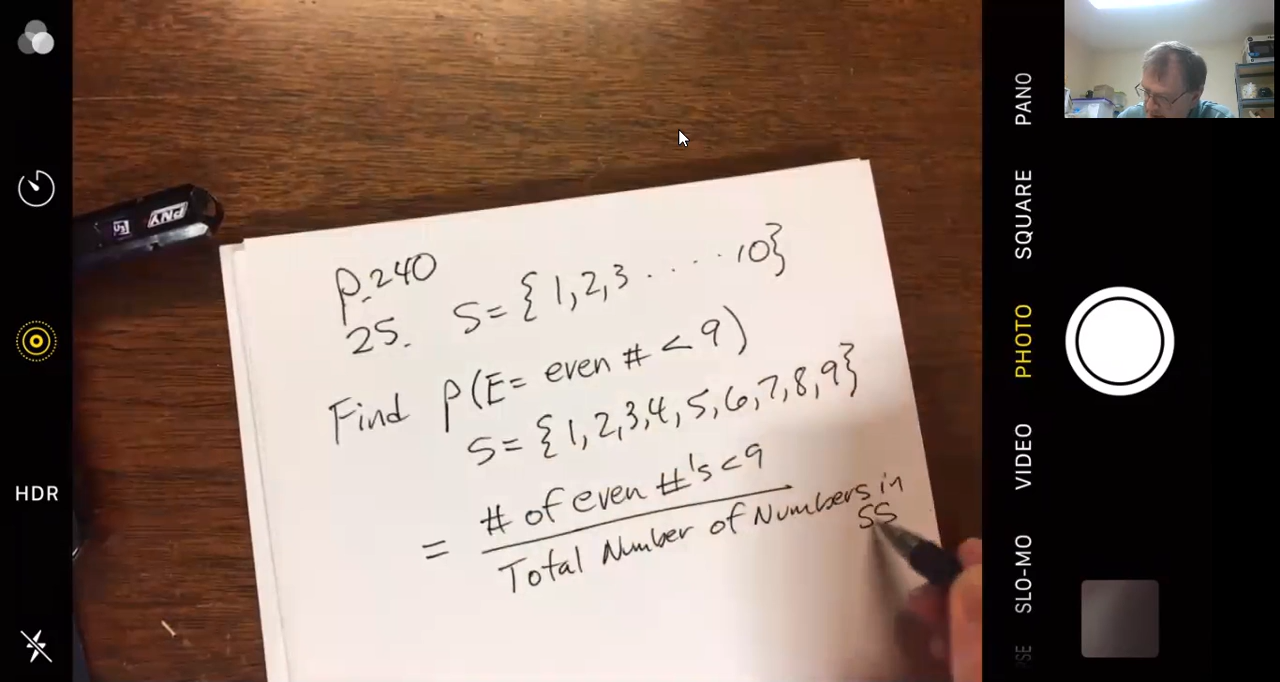 p.240
25. S = { 1, 2, 3 . . . . . 10}
Find P(E= even # < 9)
S = { 1, 2, 3, 4, 5, 6, 7, 8, 9}
= # of even #'s < 9
Total Number of Numbers in
SS
PNY
HDR
PANO
SQUARE
PHOTO
VIDEO
SLO-MO